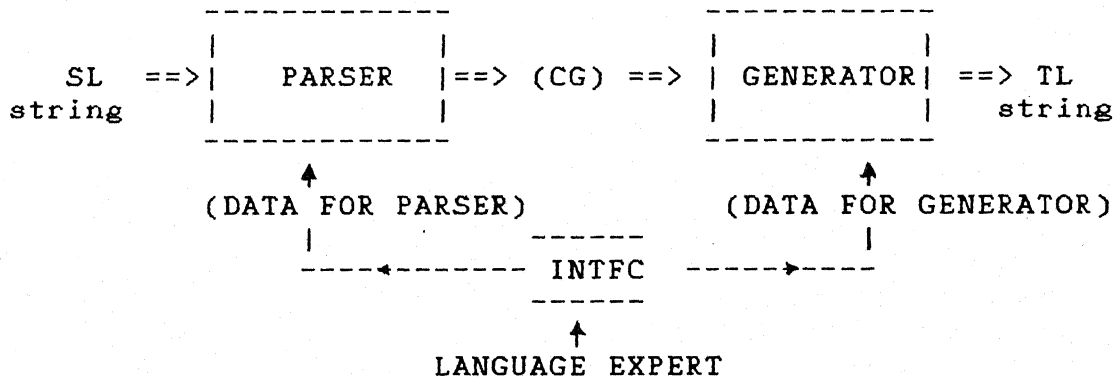 SL ==> PARSER ==> (CG) ==> GENERATOR ==> TL
string string
(DATA FOR PARSER) (DATA FOR GENERATOR)
INTFC
LANGUAGE EXPERT